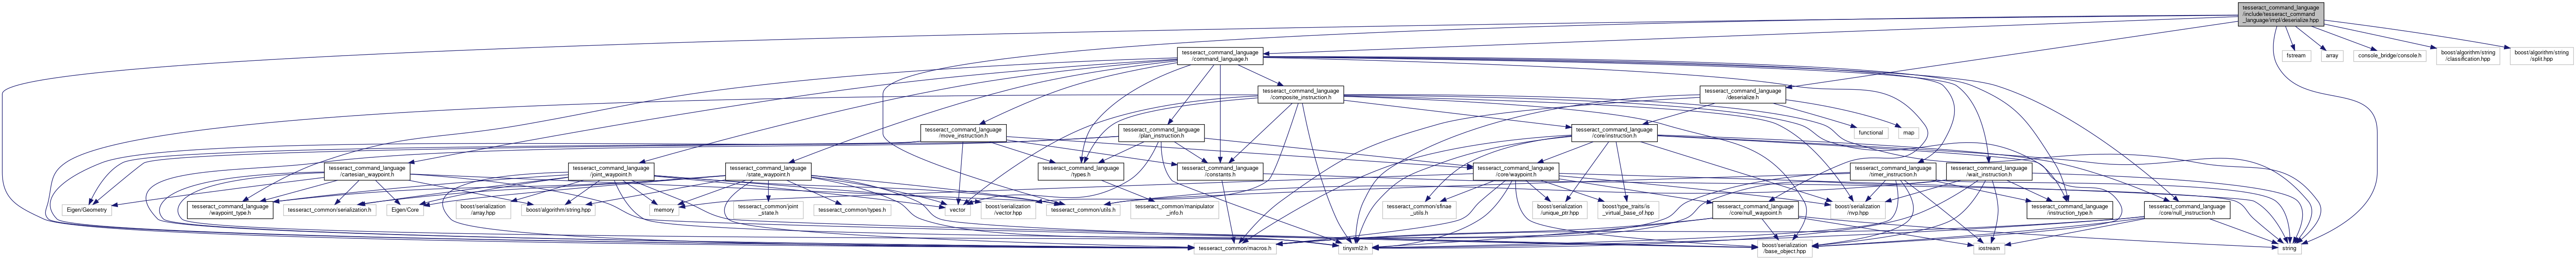 tesseract_command_language
/include/tesseract_command
_language/impl/deserialize.hpp
tesseract_command_language
/command_language.h
fstream
array
console_bridge/console.h
boost/algorithm/string
/classification.hpp
boost/algorithm/string
/split.hpp
tesseract_command_language
/composite_instruction.h
tesseract_command_language
/deserialize.h
tesseract_command_language
/move_instruction.h
tesseract_command_language
/plan_instruction.h
tesseract_command_language
/core/instruction.h
functional
map
tesseract_command_language
/cartesian_waypoint.h
tesseract_command_language
/joint_waypoint.h
tesseract_command_language
/state_waypoint.h
tesseract_command_language
/types.h
tesseract_command_language
/constants.h
tesseract_command_language
/core/waypoint.h
tesseract_command_language
/timer_instruction.h
tesseract_command_language
/wait_instruction.h
Eigen/Geometry
tesseract_command_language
/waypoint_type.h
tesseract_common/serialization.h
Eigen/Core
boost/serialization
/array.hpp
boost/algorithm/string.hpp
memory
tesseract_common/joint
_state.h
tesseract_common/types.h
vector
boost/serialization
/vector.hpp
tesseract_common/utils.h
tesseract_common/manipulator
_info.h
tesseract_common/sfinae
_utils.h
boost/serialization
/unique_ptr.hpp
boost/type_traits/is
_virtual_base_of.hpp
tesseract_command_language
/core/null_waypoint.h
boost/serialization
/nvp.hpp
tesseract_command_language
/instruction_type.h
tesseract_command_language
/core/null_instruction.h
tesseract_common/macros.h
tinyxml2.h
boost/serialization
/base_object.hpp
iostream
string